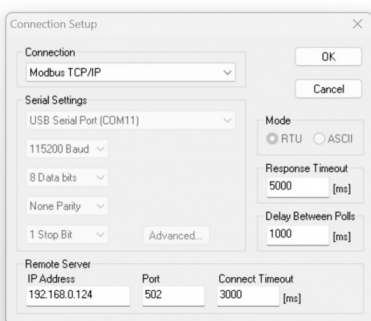 Connection Setup
Connection
Modbus TCP/IP
OK
Cancel
Serial Settings
USB Serial Port (COM11)
115200 Baud
8 Data bits
None Parity
1 Stop Bit
Advanced...
Mode
RTU ASCII
Response Timeout
5000 [ms]
Delay Between Polls
1000 [ms]
Remote Server
IP Address Port Connect Timeout
192.168.0.124 502 3000 [ms]